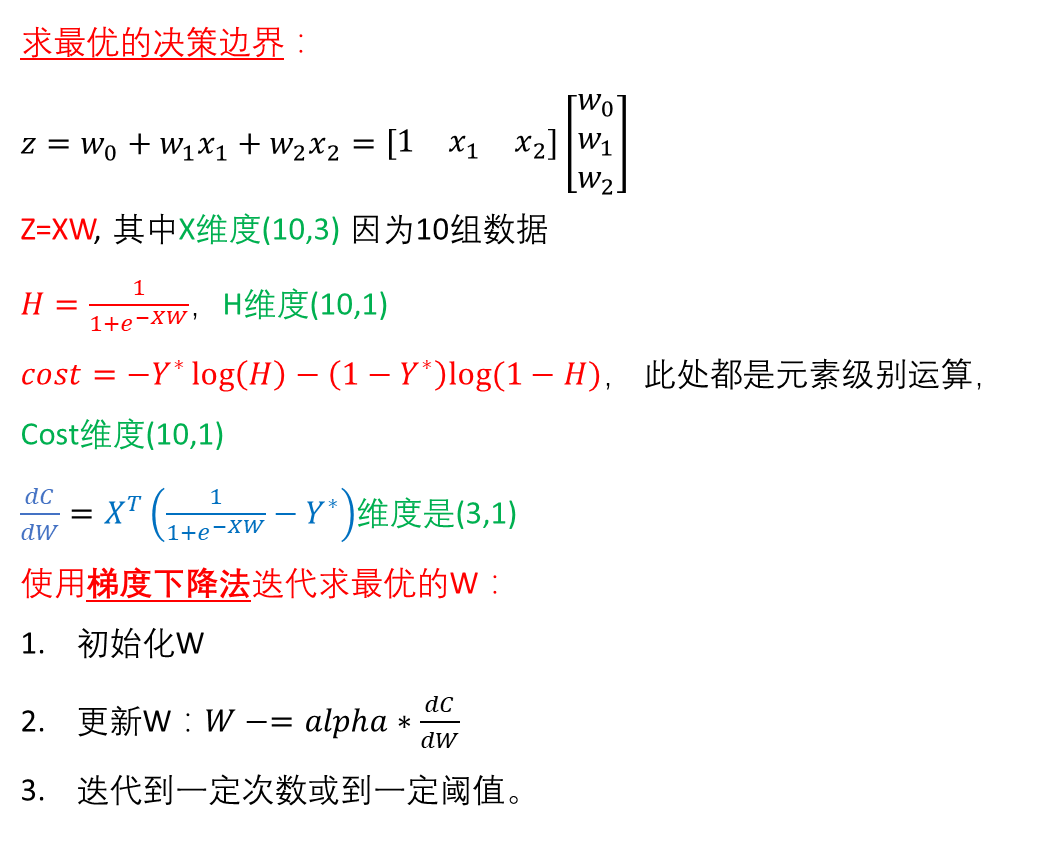 求最优的决策边界：
z = w₀ + w₁x₁ + w₂x₂ = [1 x₁ x₂] [w₀ w₁ w₂]
Z=XW, 其中X维度(10,3) 因为10组数据
H = 1/(1+e^(−XW)), H维度(10,1)
cost = −Y* log(H) − (1 − Y*)log(1 − H), 此处都是元素级别运算,
Cost维度(10,1)
dC/dW = X^T (1/(1+e^(−XW)) − Y*)维度是(3,1)
使用梯度下降法迭代求最优的W：
1. 初始化W
2. 更新W：W −= alpha * dC/dW
3. 迭代到一定次数或到一定阈值。